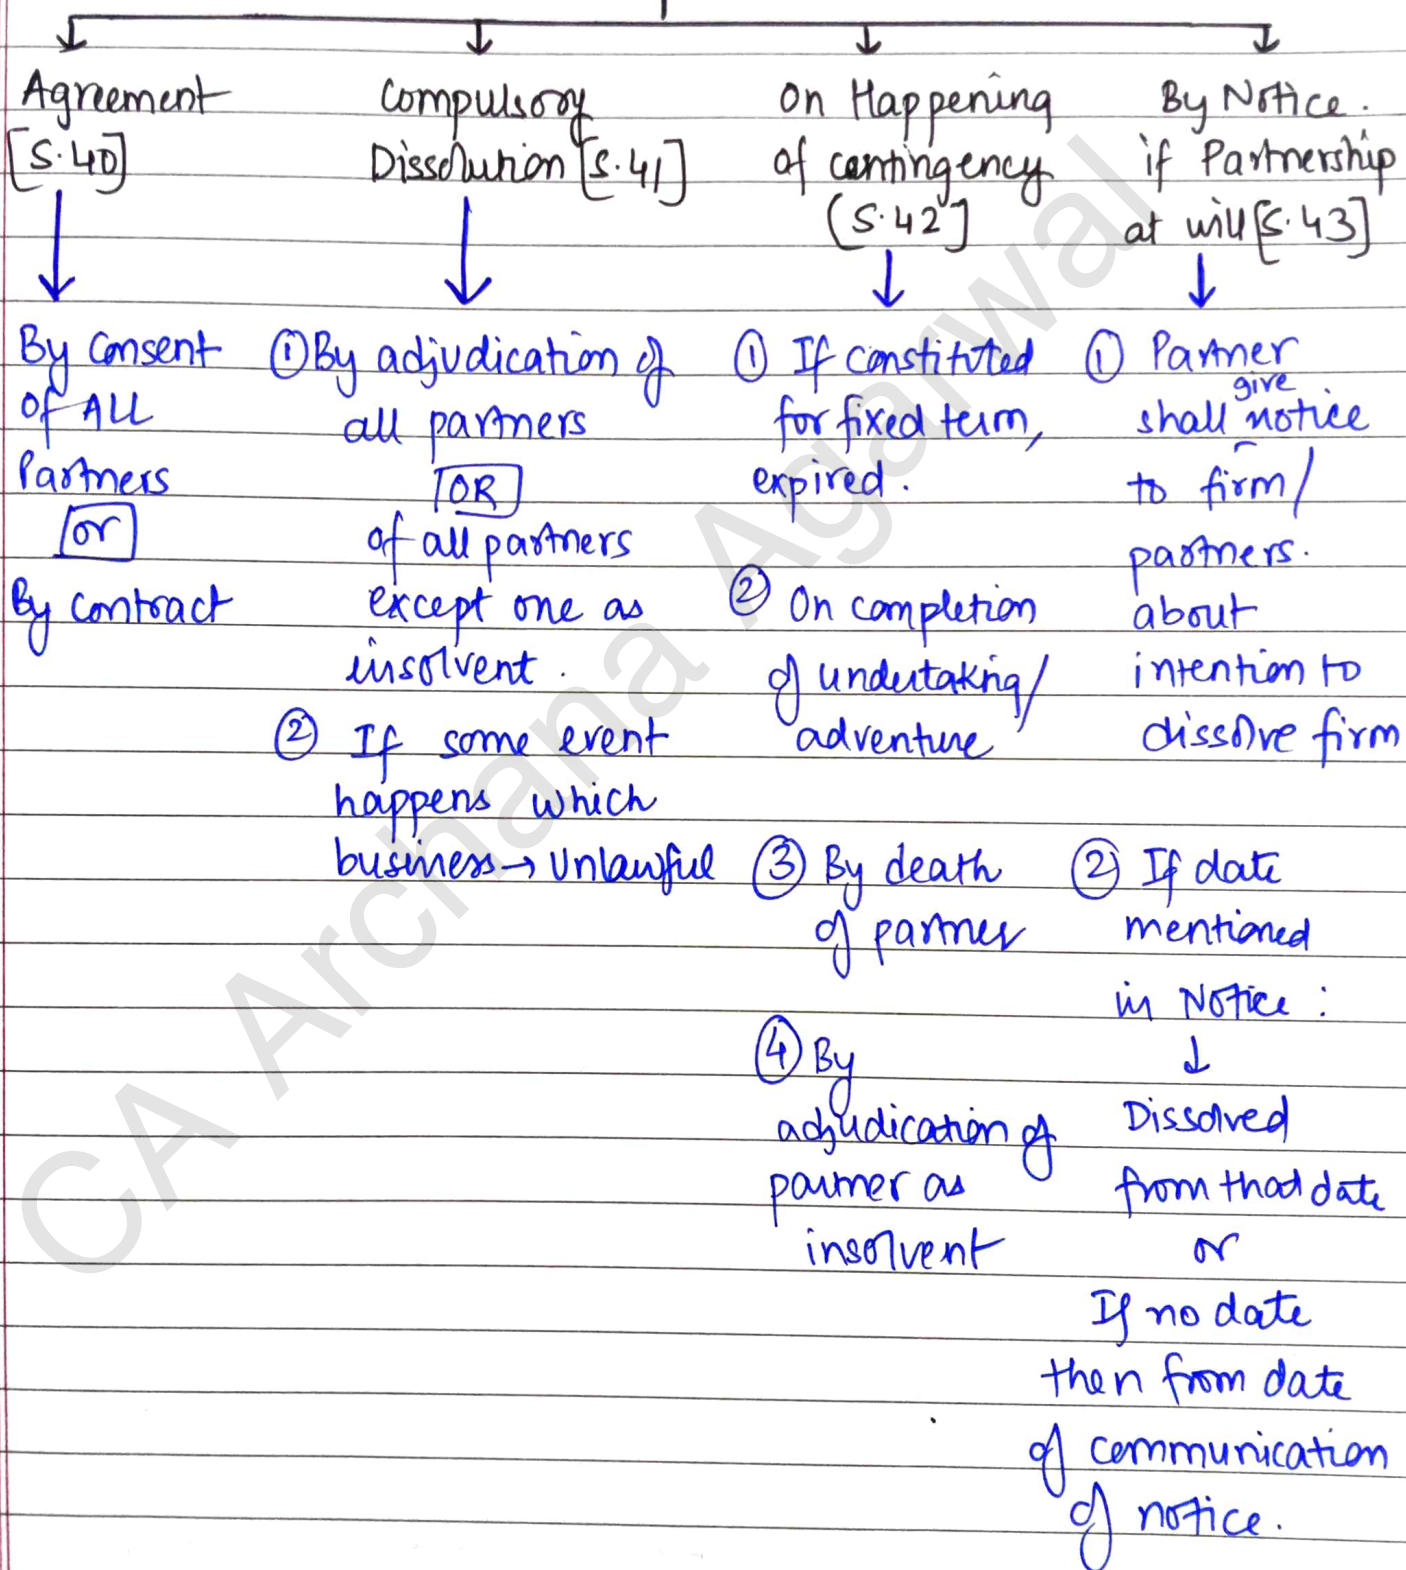 Agreement
[S.40]
By Consent
of ALL
Partners
or
By contract
Compulsory
Dissolution [S.41]
① By adjudication of
all partners
OR
of all partners
except one as
insolvent.
② If some event
happens which
business → Unlawful
On Happening
of contingency
[S.42]
① If constituted
for fixed term,
expired.
② On completion
of undertaking/
adventure
③ By death
of partner
④ By
adjudication of
partner as
insolvent
By Notice.
if Partnership
at will [S.43]
① Partner
shall give notice
to firm/
partners.
about
intention to
dissolve firm
② If date
mentioned
in Notice :
Dissolved
from that date
or
If no date
then from date
of communication
of notice.
CA Archana Agarwal